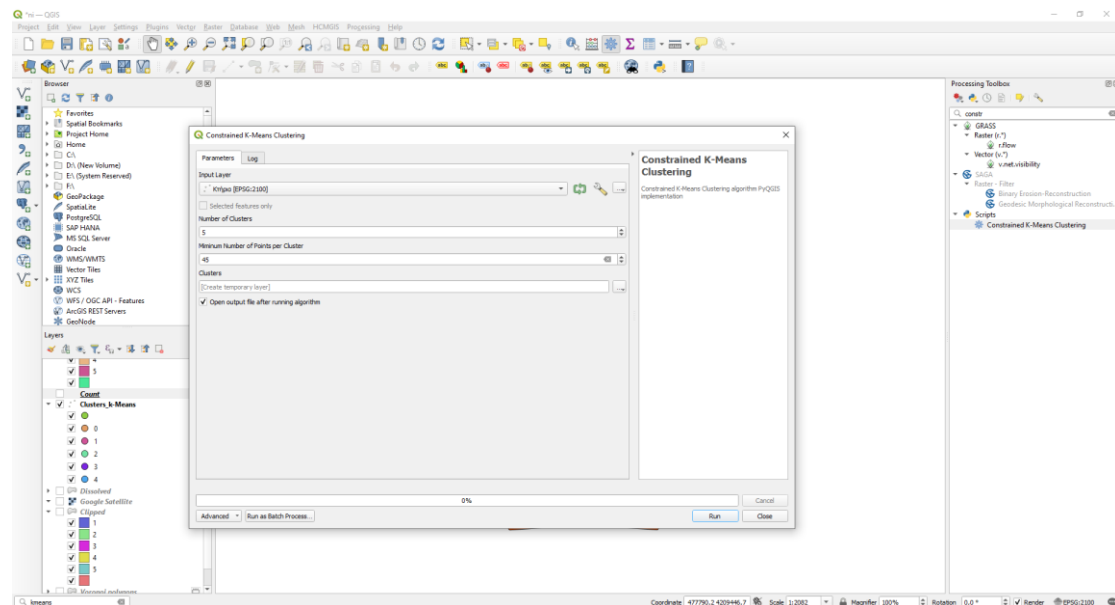 *ni — QGIS
Project Edit View Layer Settings Plugins Vector Raster Database Web Mesh HCMGIS Processing Help
Browser
Favorites
Spatial Bookmarks
Project Home
Home
C:\
D:\ (New Volume)
E:\ (System Reserved)
F:\
GeoPackage
SpatiaLite
PostgreSQL
SAP HANA
MS SQL Server
Oracle
WMS/WMTS
Vector Tiles
XYZ Tiles
WCS
WFS / OGC API - Features
ArcGIS REST Servers
GeoNode
Layers
4
5
Count
Clusters_k-Means
0
1
2
3
4
Dissolved
Google Satellite
Clipped
1
2
3
4
5
Voronoi polygons
Constrained K-Means Clustering
Parameters Log
Input Layer
Κτήρια [EPSG:2100]
Selected features only
Number of Clusters
5
Minimum Number of Points per Cluster
45
Clusters
[Create temporary layer]
Open output file after running algorithm
Constrained K-Means
Clustering
Constrained K-Means Clustering algorithm PyQGIS
implementation
0%
Cancel
Advanced Run as Batch Process...
Run Close
Processing Toolbox
constr
GRASS
Raster (r.*)
r.flow
Vector (v.*)
v.net.visibility
SAGA
Raster - Filter
Binary Erosion-Reconstruction
Geodesic Morphological Reconstructi...
Scripts
Constrained K-Means Clustering
kmeans
Coordinate 477790.2 4209446.7 Scale 1:2082 Magnifier 100% Rotation 0.0 ° Render EPSG:2100